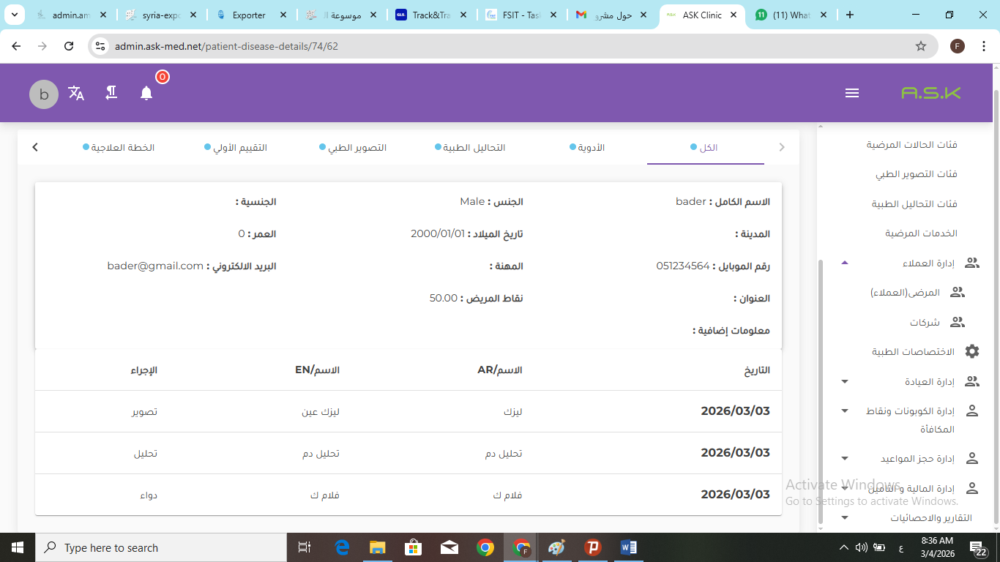 admin.am
syria-expo
Exporter
موسوعة ال
GLS. Track&Tra
FSIT - Task
حول مشرو
ASK Clinic
11 (11) What
admin.ask-med.net/patient-disease-details/74/62
F
b
0
A.S.K
الكل
الأدوية
التحاليل الطبية
التصوير الطبي
التقييم الأولي
الخطة العلاجية
الاسم الكامل : bader
الجنس : Male
الجنسية :
المدينة :
تاريخ الميلاد : 2000/01/01
العمر : 0
رقم الموبايل : 051234564
المهنة :
البريد الالكتروني : bader@gmail.com
العنوان :
نقاط المريض : 50.00
معلومات إضافية :
التاريخ الاسم/AR الاسم/EN الإجراء
2026/03/03 ليزك ليزك عين تصوير
2026/03/03 تحليل دم تحليل دم تحليل
2026/03/03 فلام ك فلام ك دواء
فئات الحالات المرضية
فئات التصوير الطبي
فئات التحاليل الطبية
الخدمات المرضية
إدارة العملاء
المرضى(العملاء)
شركات
الاختصاصات الطبية
إدارة العيادة
إدارة الكوبونات ونقاط
المكافأة
إدارة حجز المواعيد
إدارة المالية و التأمين
التقارير والاحصائيات
Activate Windows
Go to Settings to activate Windows.
Type here to search
F
ع
8:36 AM
3/4/2026
22